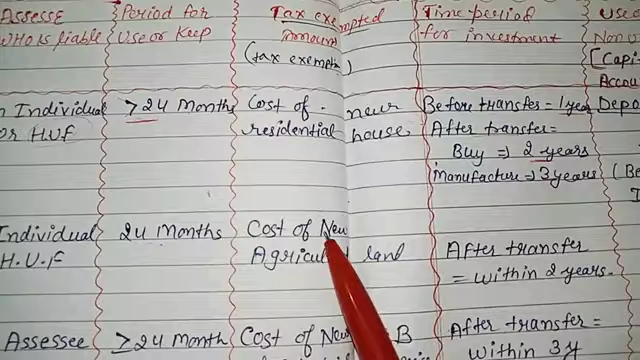 Assesse
Who is liable
Period for
Use or Keep
Tax exempted
Amount
(tax exemptn)
Time period
for investment
Use
Non
[Capi
Accou
Individual
or H.U.F
> 24 Months
Cost of new
residential house
Before transfer = 1 year
After transfer =
Buy => 2 years
Manufacture => 3 years
Depo
(Be
Individual
H.U.F
24 Months
Cost of New
Agricul land
After transfer
= within 2 years.
Assessee
≥ 24 Month
Cost of New B
After transfer =
within 3 y